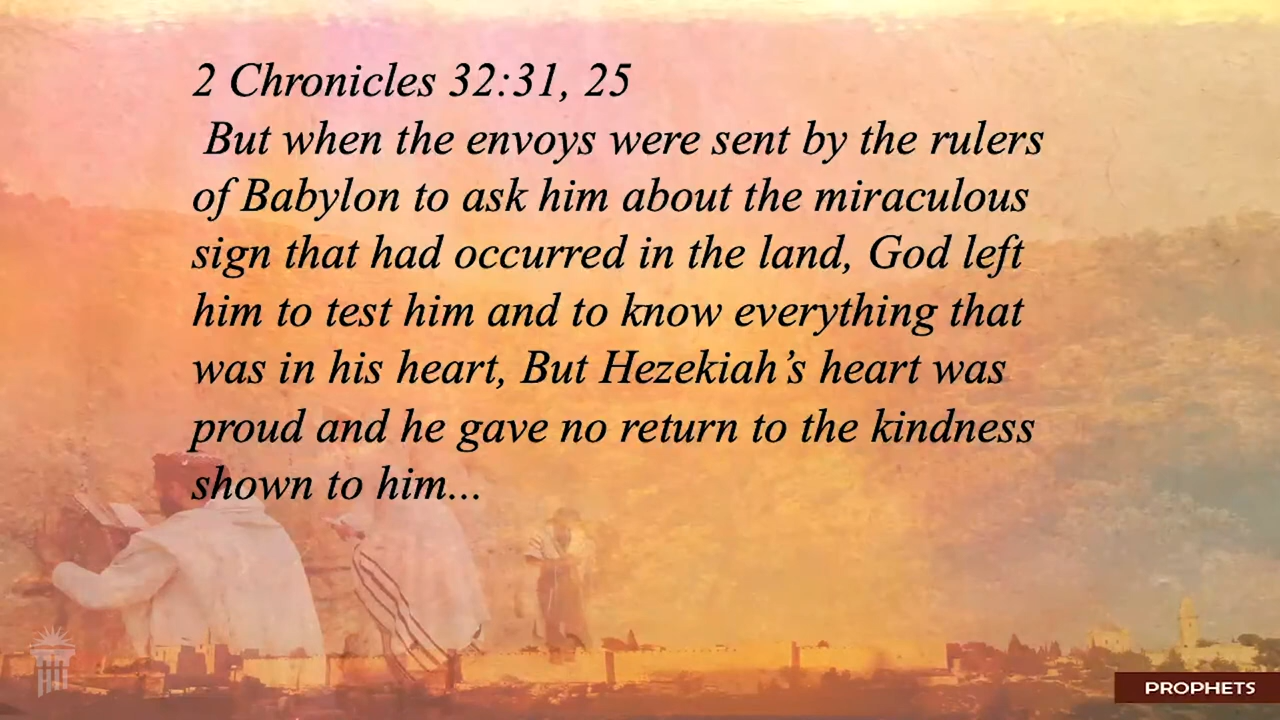 2 Chronicles 32:31, 25
But when the envoys were sent by the rulers
of Babylon to ask him about the miraculous
sign that had occurred in the land, God left
him to test him and to know everything that
was in his heart, But Hezekiah’s heart was
proud and he gave no return to the kindness
shown to him...
PROPHETS